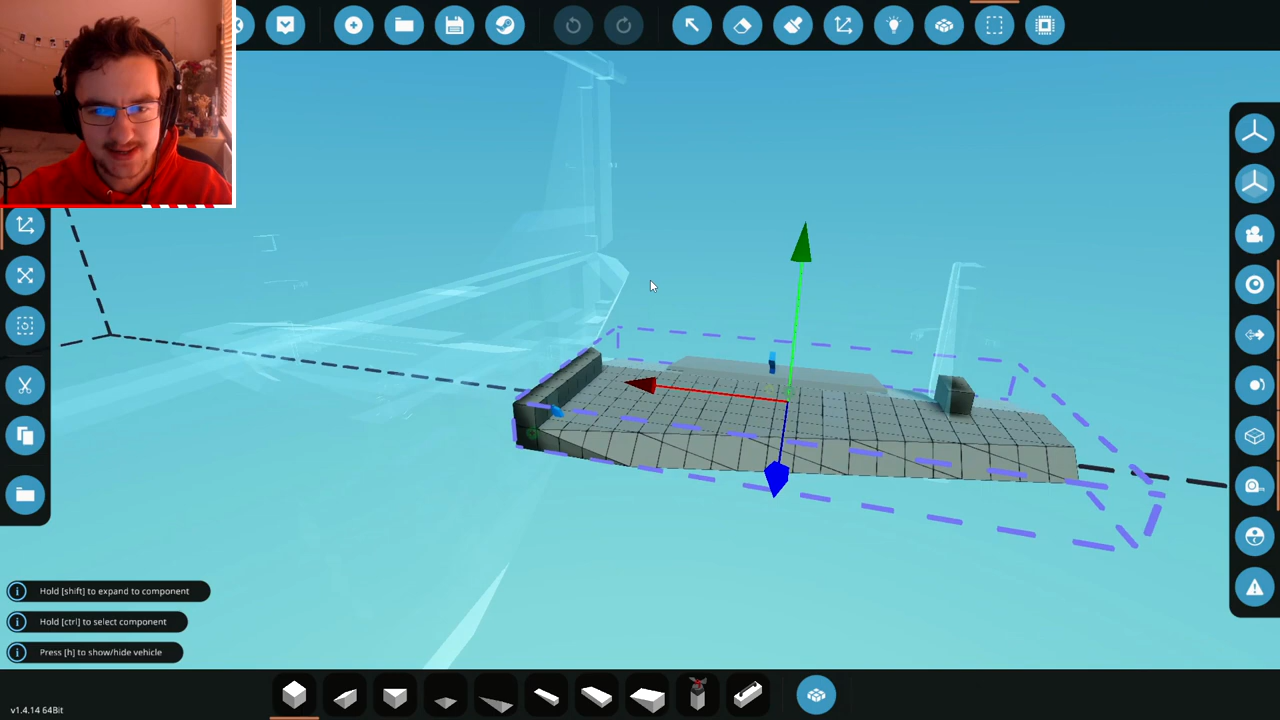 Hold [shift] to expand to component
Hold [ctrl] to select component
Press [h] to show/hide vehicle
v1.4.14 64Bit